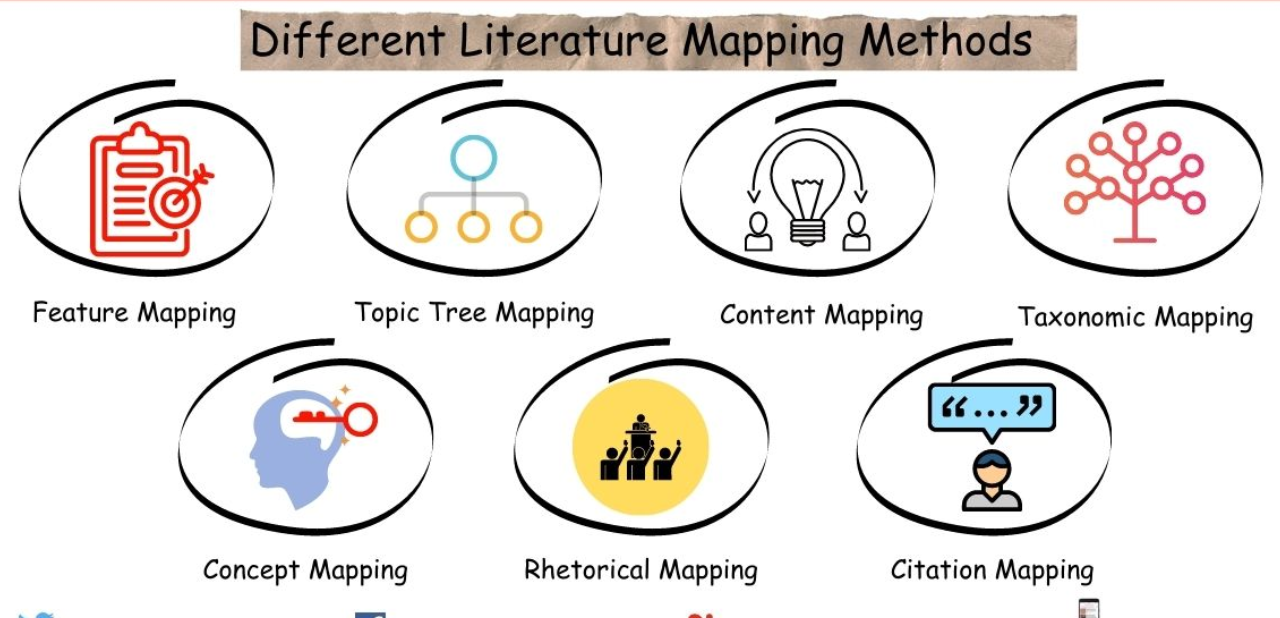 Different Literature Mapping Methods
Feature Mapping
Topic Tree Mapping
Content Mapping
Taxonomic Mapping
“ ... ”
Concept Mapping
Rhetorical Mapping
Citation Mapping